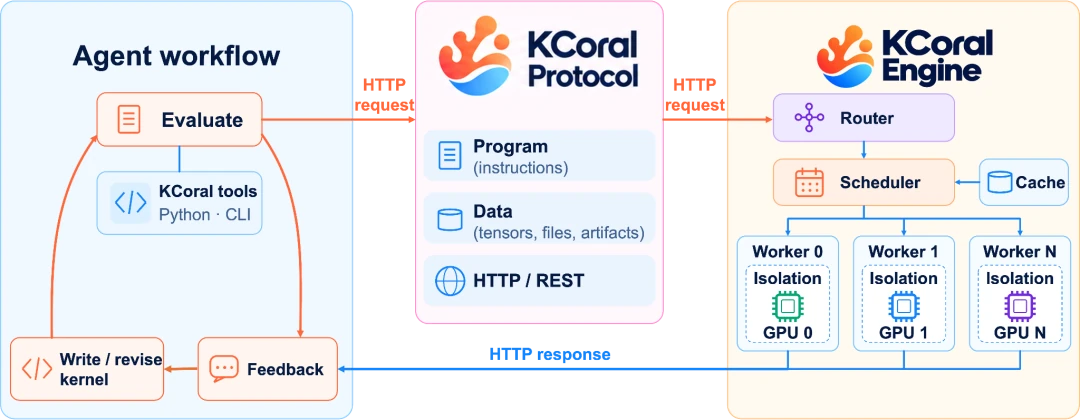 Agent workflow
Evaluate
KCoral tools
Python · CLI
Write / revise
kernel
Feedback
HTTP
request
KCoral
Protocol
Program
(instructions)
Data
(tensors, files, artifacts)
HTTP / REST
HTTP
request
KCoral
Engine
Router
Scheduler
Cache
Worker 0
Isolation
GPU 0
Worker 1
Isolation
GPU 1
Worker N
Isolation
GPU N
HTTP response